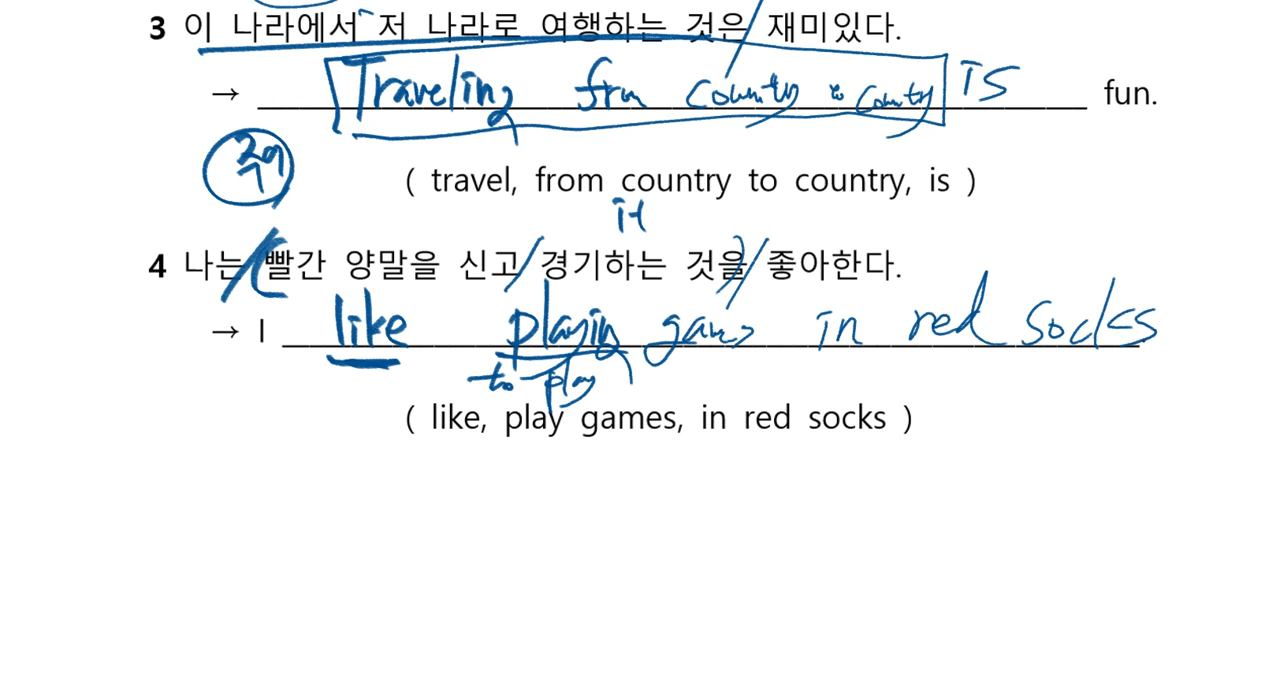 3 이 나라에서 저 나라로 여행하는 것은 재미있다.
→ Traveling from country to country is fun.
주어
( travel, from country to country, is )
4 나는 빨간 양말을 신고 경기하는 것을 좋아한다.
→ I like playing games in red socks
to play
( like, play games, in red socks )